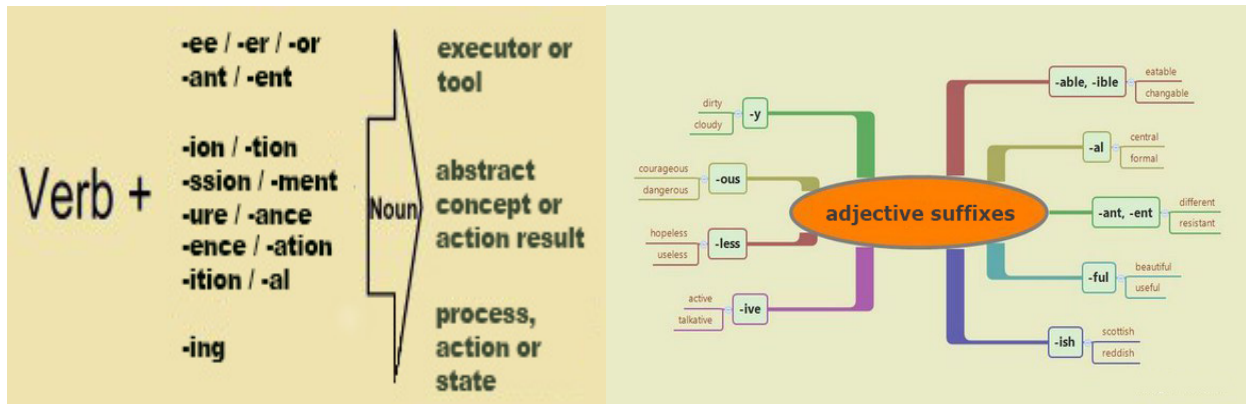 Verb +
-ee / -er / -or
-ant / -ent
-ion / -tion
-ssion / -ment
-ure / -ance
-ence / -ation
-ition / -al
-ing
Noun
executor or
tool
abstract
concept or
action result
process,
action or
state
adjective suffixes
-y
dirty
cloudy
-ous
courageous
dangerous
-less
hopeless
useless
-ive
active
talkative
-able, -ible
eatable
changable
-al
central
formal
-ant, -ent
different
resistant
-ful
beautiful
useful
-ish
scottish
reddish